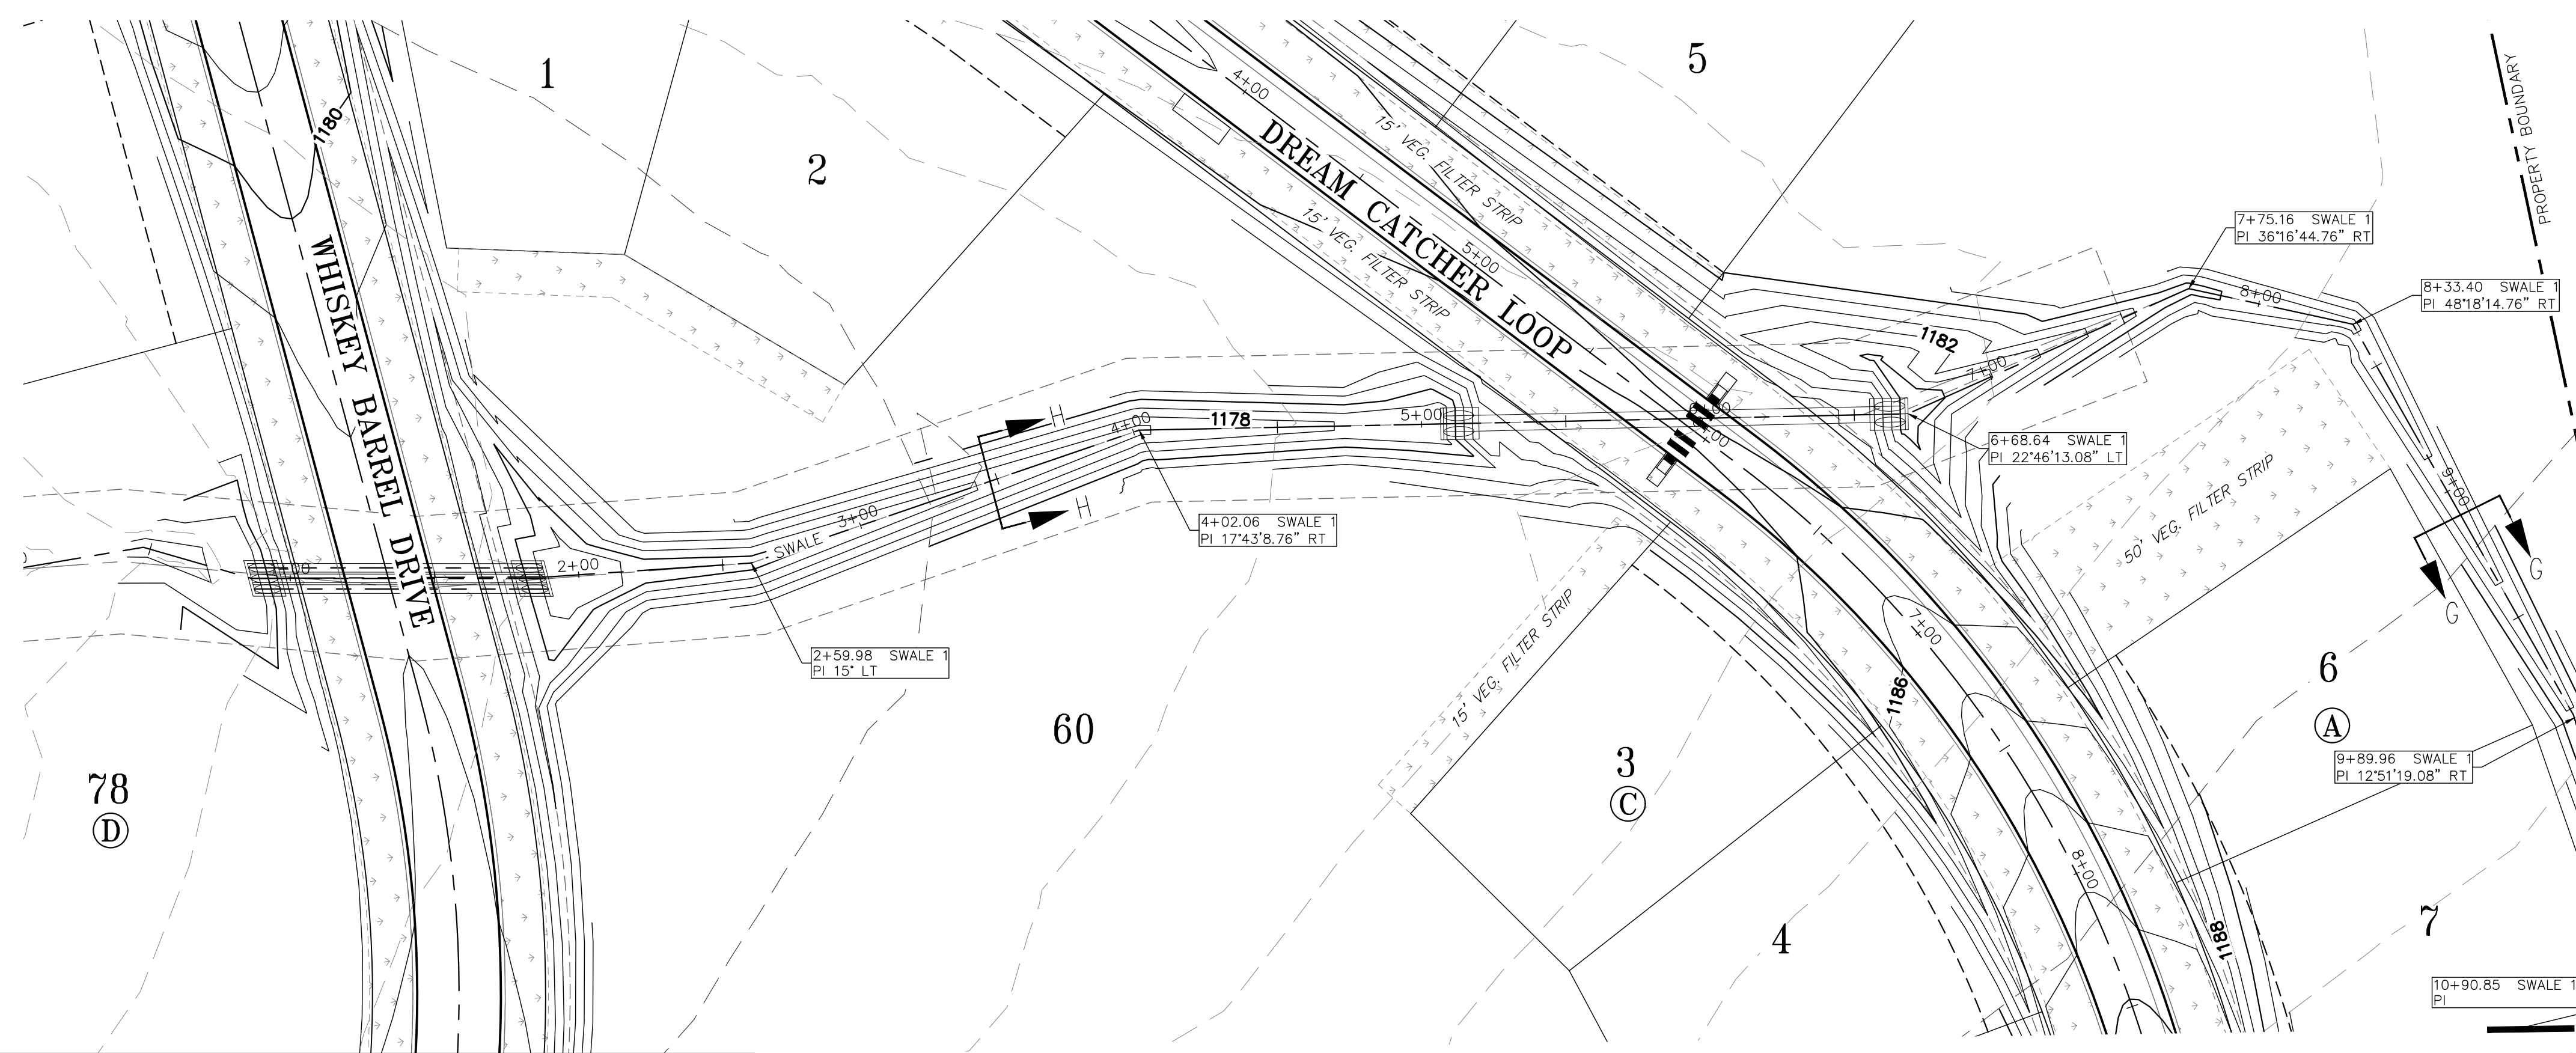 1
5
2
1180
4+00
PROPERTY BOUNDARY
DREAM CATCHER LOOP
15' VEG. FILTER STRIP
15' VEG. FILTER STRIP
5+00
WHISKEY BARREL DRIVE
7+75.16 SWALE 1
PI 36°16'44.76" RT
8+33.40 SWALE 1
PI 48°18'14.76" RT
8+00
1182
7+00
H
4+00
1178
5+00
6+00
6+00
6+68.64 SWALE 1
PI 22°46'13.08" LT
9+00
50' VEG. FILTER STRIP
H
3+00
SWALE
4+02.06 SWALE 1
PI 17°43'8.76" RT
2+00
G
G
2+59.98 SWALE 1
PI 15° LT
15' VEG. FILTER STRIP
7+00
6
A
1186
60
3
C
78
D
9+89.96 SWALE 1
PI 12°51'19.08" RT
8+00
4
1188
7
10+90.85 SWALE 1
PI